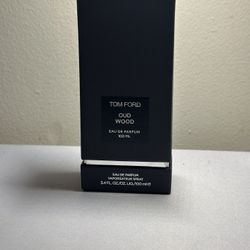 TOM FORD
OUD
WOOD
EAU DE PARFUM
100 ML
EAU DE PARFUM
VAPORISATEUR SPRAY
3.4 FL.OZ./OZ. LIQ./100 ml ℮